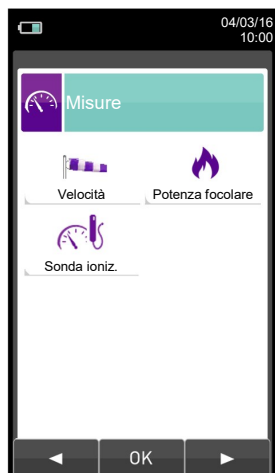 04/03/16
10:00
Misure
Velocità
Potenza focolare
Sonda ioniz.
OK